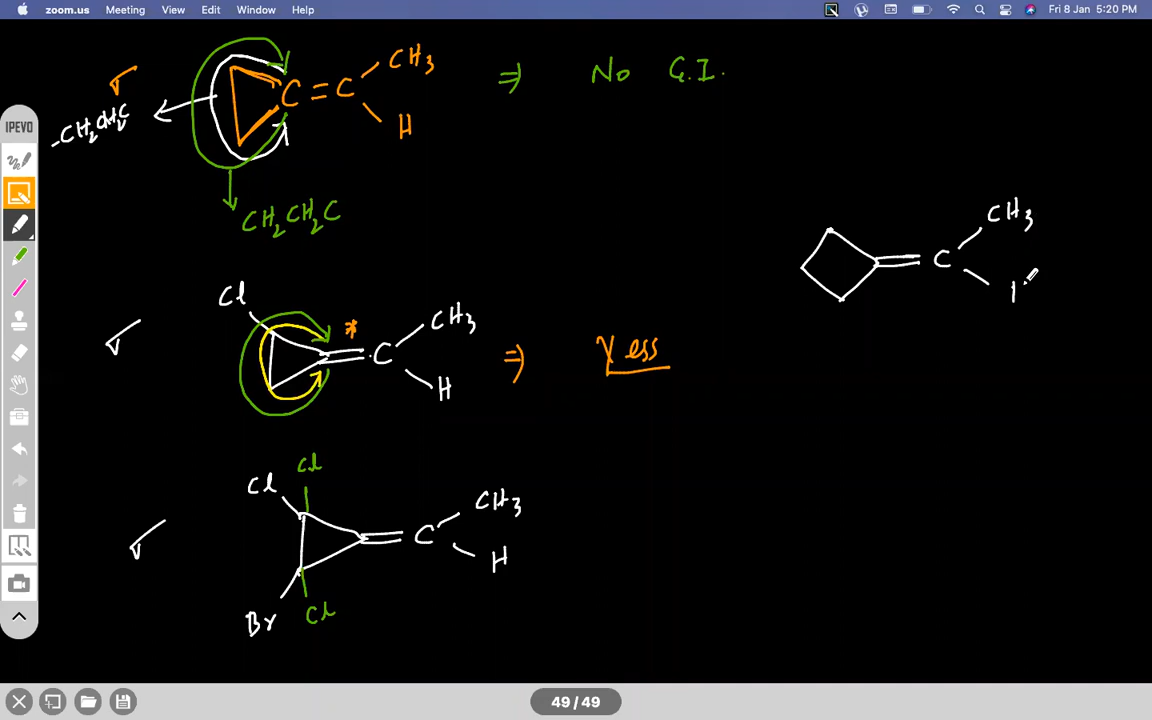 zoom.us Meeting View Edit Window Help Fri 8 Jan 5:20 PM
IPEVO
CH3
C = C ⇒ No G.I.
-CH2CH2C
H
CH2CH2C
CH3
C
Cl
CH3
*
C ⇒ Yess
H
Cl
Cl
CH3
C
H
Br
Cl
49 / 49